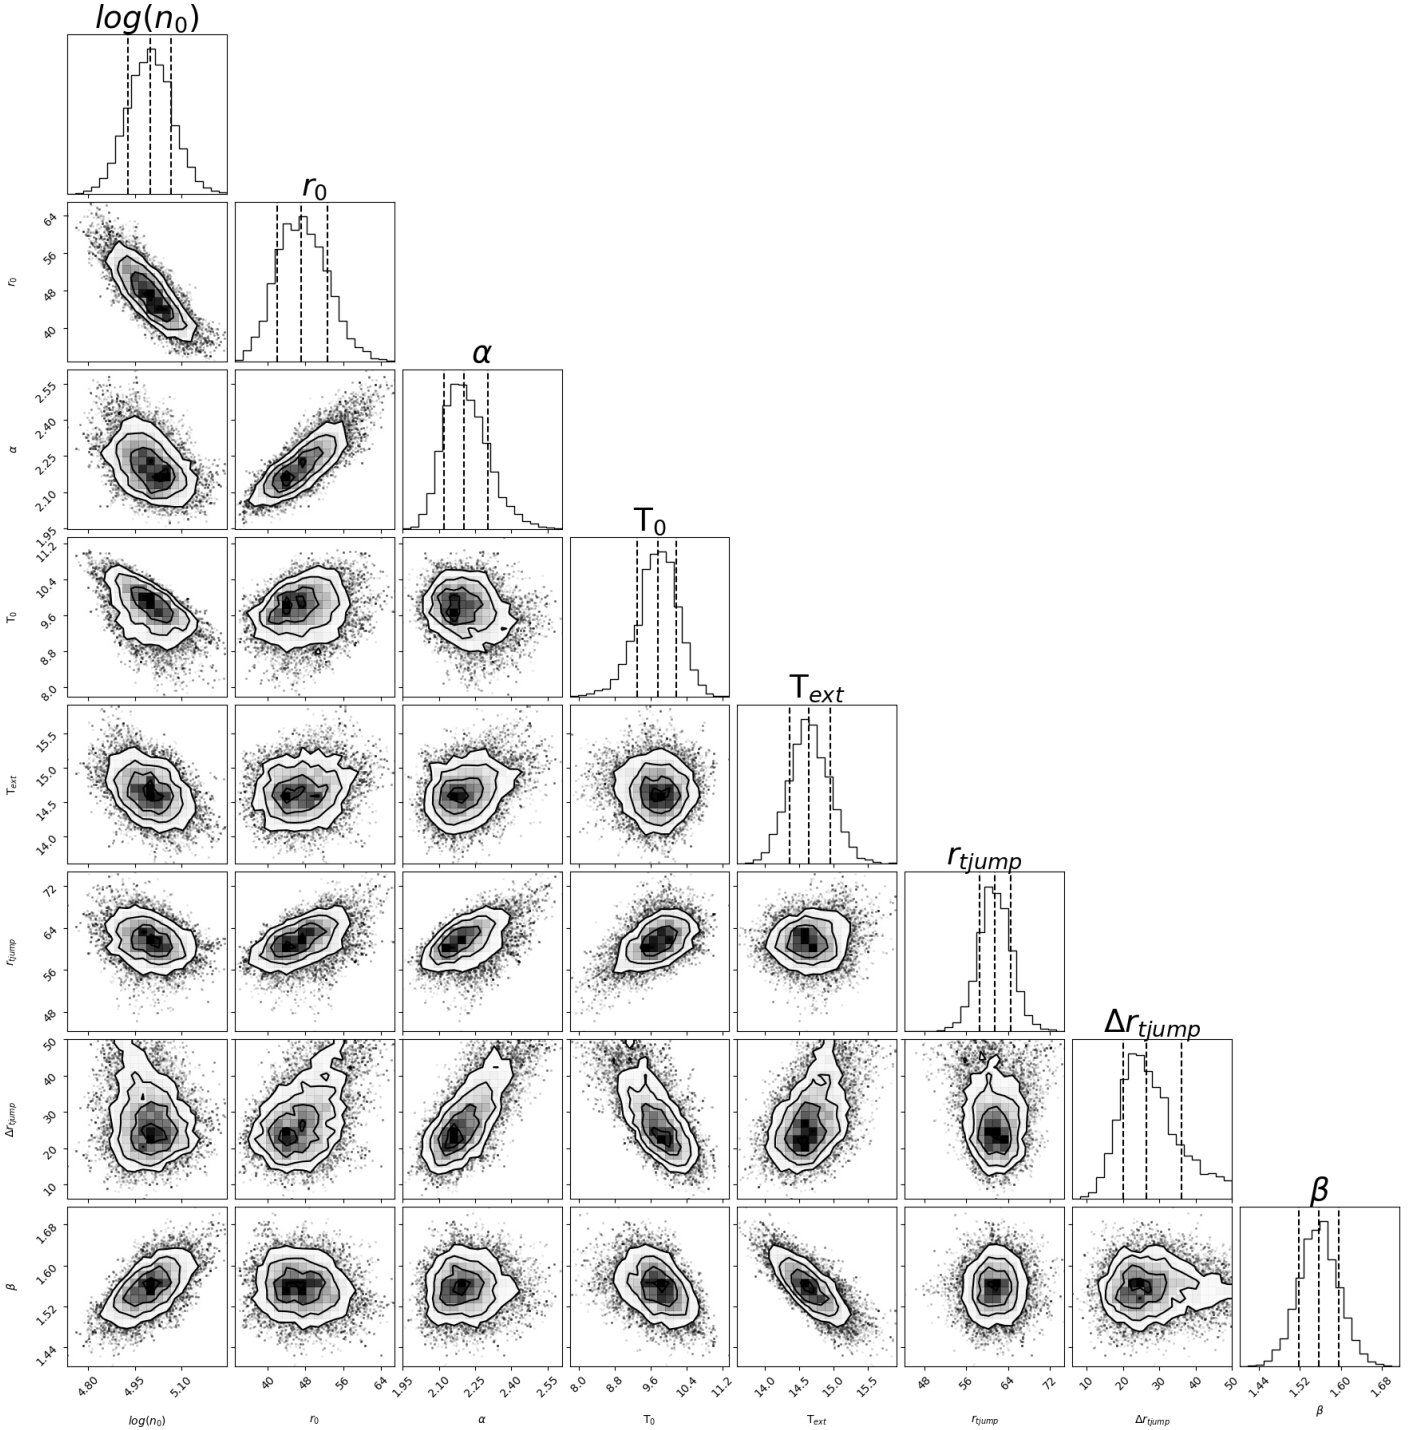 log(n0)
r0
64
56
48
40
r0
α
2.55
2.40
2.25
2.10
1.95
α
T0
11.2
10.4
9.6
8.8
8.0
T0
Text
15.5
15.0
14.5
14.0
Text
rtjump
72
64
56
48
rtjump
Δrtjump
50
40
30
20
10
Δrtjump
β
1.68
1.60
1.52
1.44
β
4.80 4.95 5.10 40 48 56 64 1.95 2.10 2.25 2.40 2.55 8.0 8.8 9.6 10.4 11.2 14.0 14.5 15.0 15.5 48 56 64 72 10 20 30 40 50 1.44 1.52 1.60 1.68
log(n0) r0 α T0 Text rtjump Δrtjump β